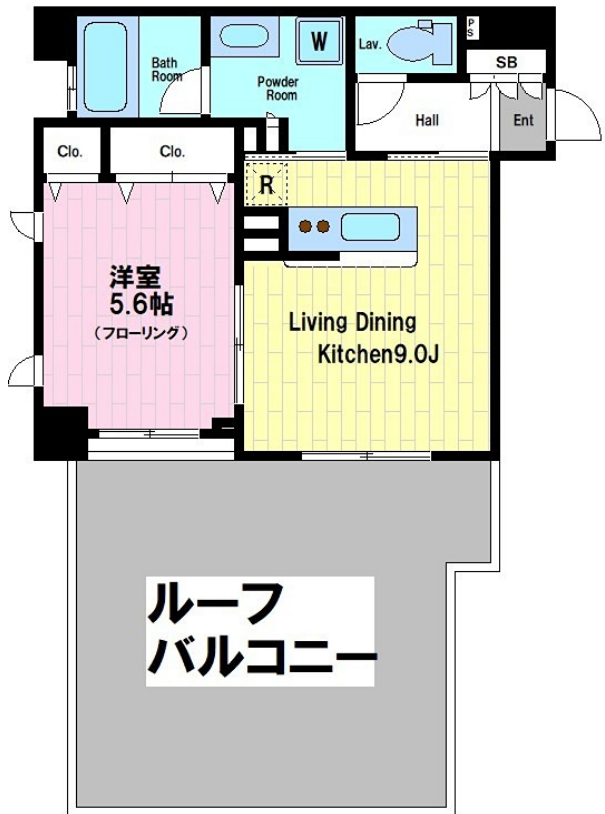 P
S
W
Lav.
SB
Bath
Room
Powder
Room
Hall
Ent
Clo.
Clo.
R
洋室
5.6帖
（フローリング）
Living Dining
Kitchen9.0J
ルーフ
バルコニー